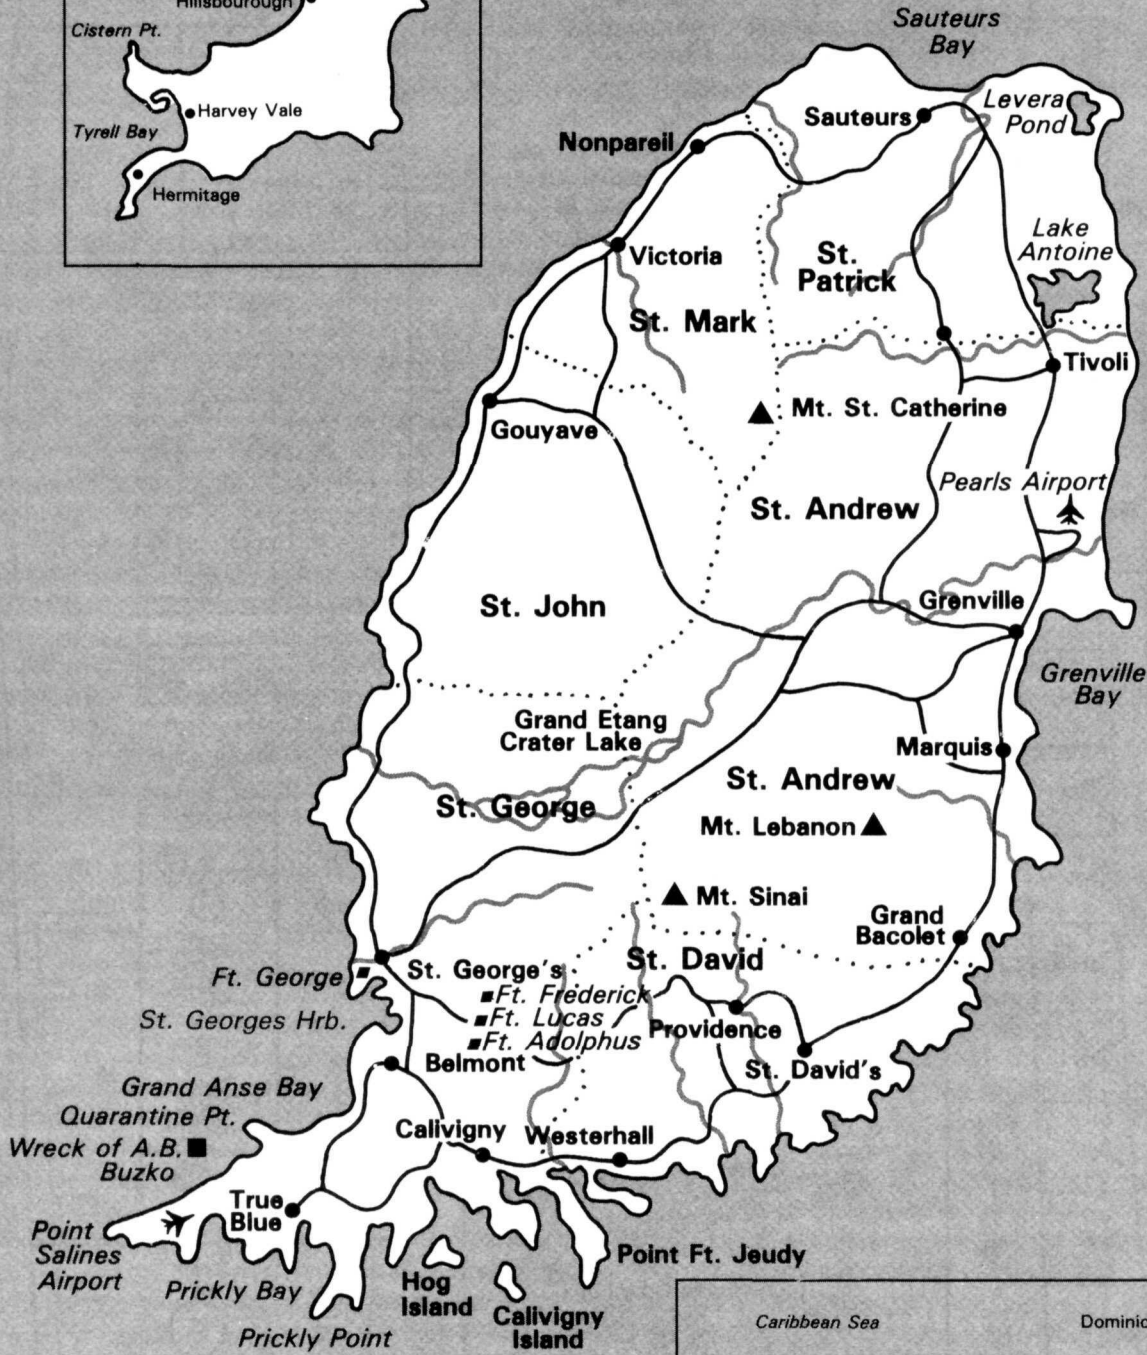 Hillsbourough
Cistern Pt.
Harvey Vale
Tyrell Bay
Hermitage
Sauteurs
Bay
Levera
Pond
Sauteurs
Nonpareil
Lake
Antoine
Victoria
St.
Patrick
St. Mark
Tivoli
Mt. St. Catherine
Gouyave
Pearls Airport
St. Andrew
Grenville
St. John
Grenville
Bay
Grand Etang
Crater Lake
Marquis
St. Andrew
St. George
Mt. Lebanon
Mt. Sinai
Grand
Bacolet
St. David
St. George's
Ft. George
Ft. Frederick
Ft. Lucas
Ft. Adolphus
St. Georges Hrb.
Providence
Belmont
St. David's
Grand Anse Bay
Quarantine Pt.
Wreck of A.B.
Buzko
Calivigny
Westerhall
True
Blue
Point
Salines
Airport
Prickly Bay
Prickly Point
Hog
Island
Calivigny
Island
Point Ft. Jeudy
Caribbean Sea
Dominic